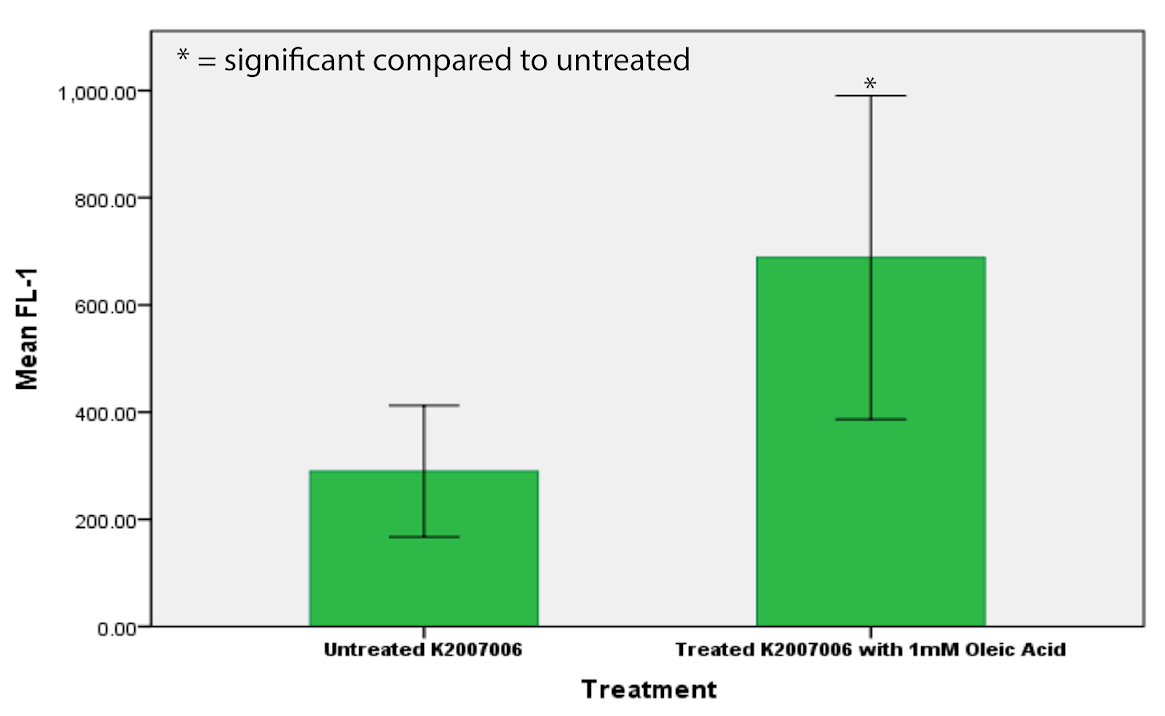 * = significant compared to untreated
*
1,000.00
800.00
600.00
400.00
200.00
0.00
Mean FL-1
Untreated K2007006
Treated K2007006 with 1mM Oleic Acid
Treatment